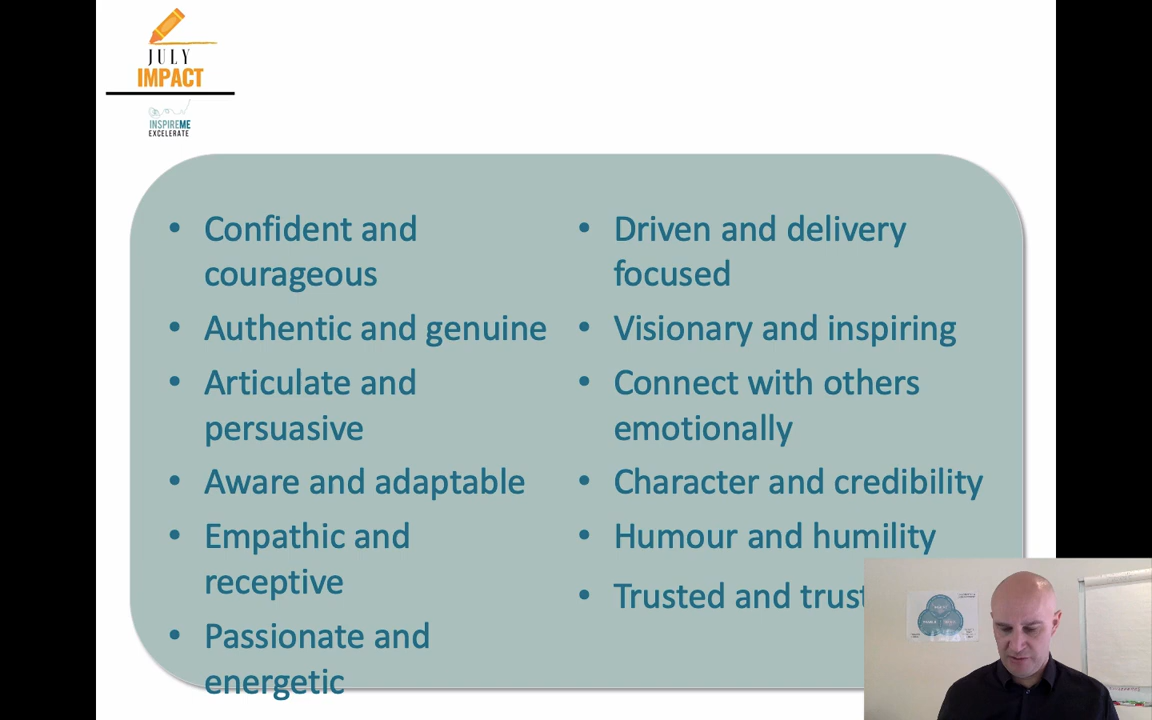 JULY
IMPACT
INSPIREME
EXCELERATE
• Confident and
courageous
• Authentic and genuine
• Articulate and
persuasive
• Aware and adaptable
• Empathic and
receptive
• Passionate and
energetic
• Driven and delivery
focused
• Visionary and inspiring
• Connect with others
emotionally
• Character and credibility
• Humour and humility
• Trusted and